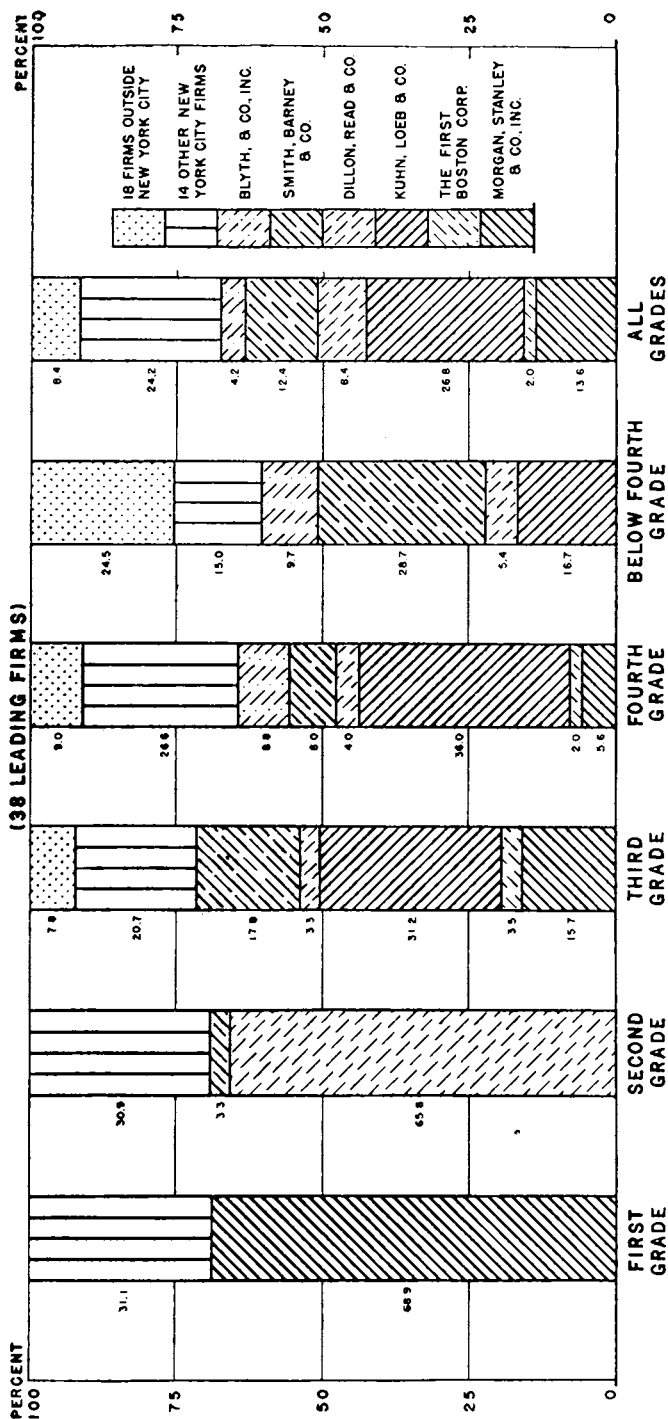 (38 LEADING FIRMS)
PERCENT
100
75
50
25
0
PERCENT
100
75
50
25
0
18 FIRMS OUTSIDE
NEW YORK CITY
14 OTHER NEW
YORK CITY FIRMS
BLYTH, & CO., INC.
SMITH, BARNEY
& CO.
DILLON, READ & CO.
KUHN, LOEB & CO.
THE FIRST
BOSTON CORP.
MORGAN, STANLEY
& CO., INC.
31.1
68.9
FIRST
GRADE
30.9
3.3
65.8
SECOND
GRADE
7.8
20.7
17.8
3.3
31.2
3.5
15.7
THIRD
GRADE
9.0
26.6
8.8
8.0
4.0
36.0
2.0
5.6
FOURTH
GRADE
24.5
15.0
9.7
28.7
5.4
16.7
BELOW FOURTH
GRADE
8.4
24.2
4.2
12.4
8.4
26.8
2.0
13.6
ALL
GRADES